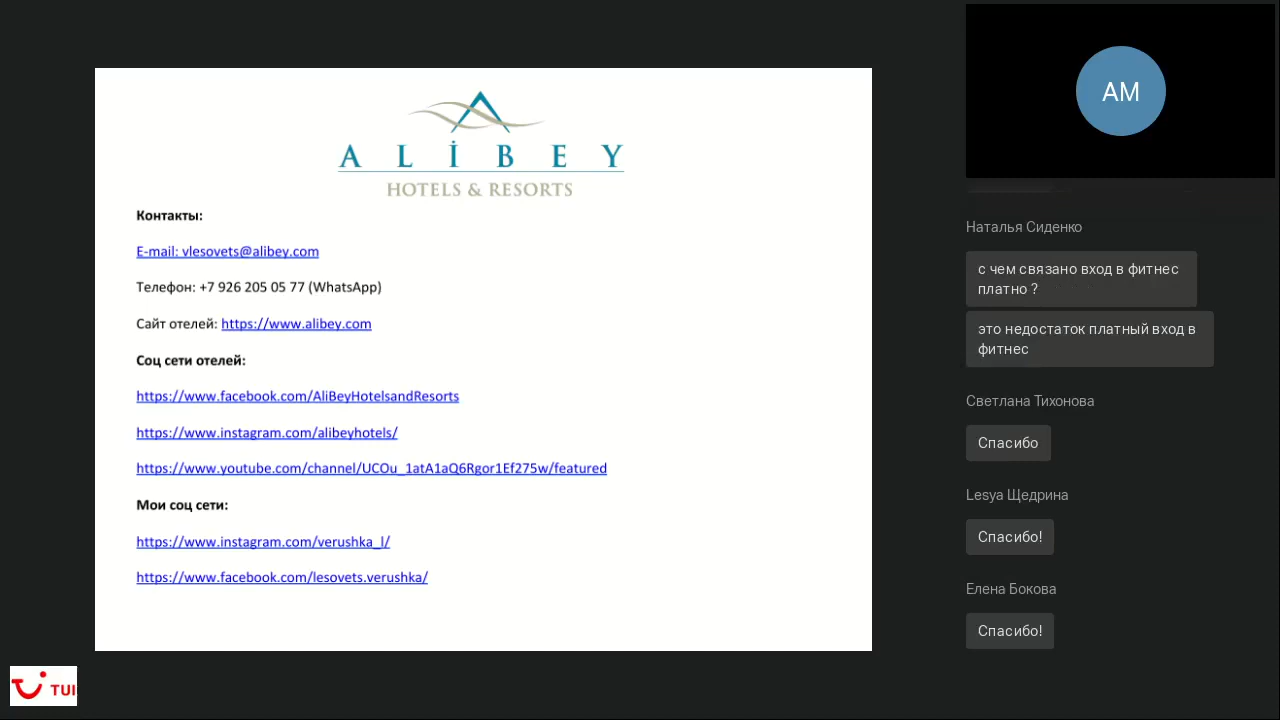 ALİBEY
HOTELS & RESORTS
Контакты:
E-mail: vlesovets@alibey.com
Телефон: +7 926 205 05 77 (WhatsApp)
Сайт отелей: https://www.alibey.com
Соц сети отелей:
https://www.facebook.com/AliBeyHotelsandResorts
https://www.instagram.com/alibeyhotels/
https://www.youtube.com/channel/UCOu_1atA1aQ6Rgor1Ef275w/featured
Мои соц сети:
https://www.instagram.com/verushka_l/
https://www.facebook.com/lesovets.verushka/
TUI
AM
Наталья Сиденко
с чем связано вход в фитнес
платно ?
это недостаток платный вход в
фитнес
Светлана Тихонова
Спасибо
Lesya Щедрина
Спасибо!
Елена Бокова
Спасибо!